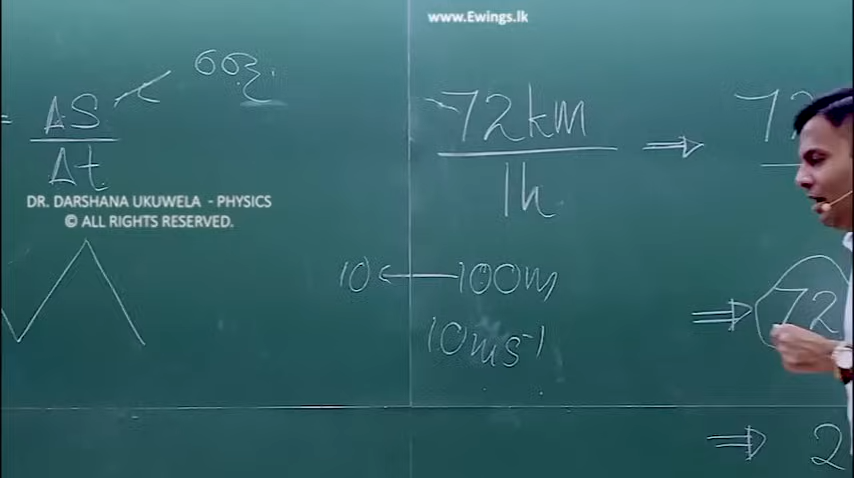 www.Ewings.lk
= ΔS
Δt
72km
1h
⇒
DR. DARSHANA UKUWELA - PHYSICS
© ALL RIGHTS RESERVED.
10 ← 100m
10ms⁻¹
⇒ 72
⇒ 2